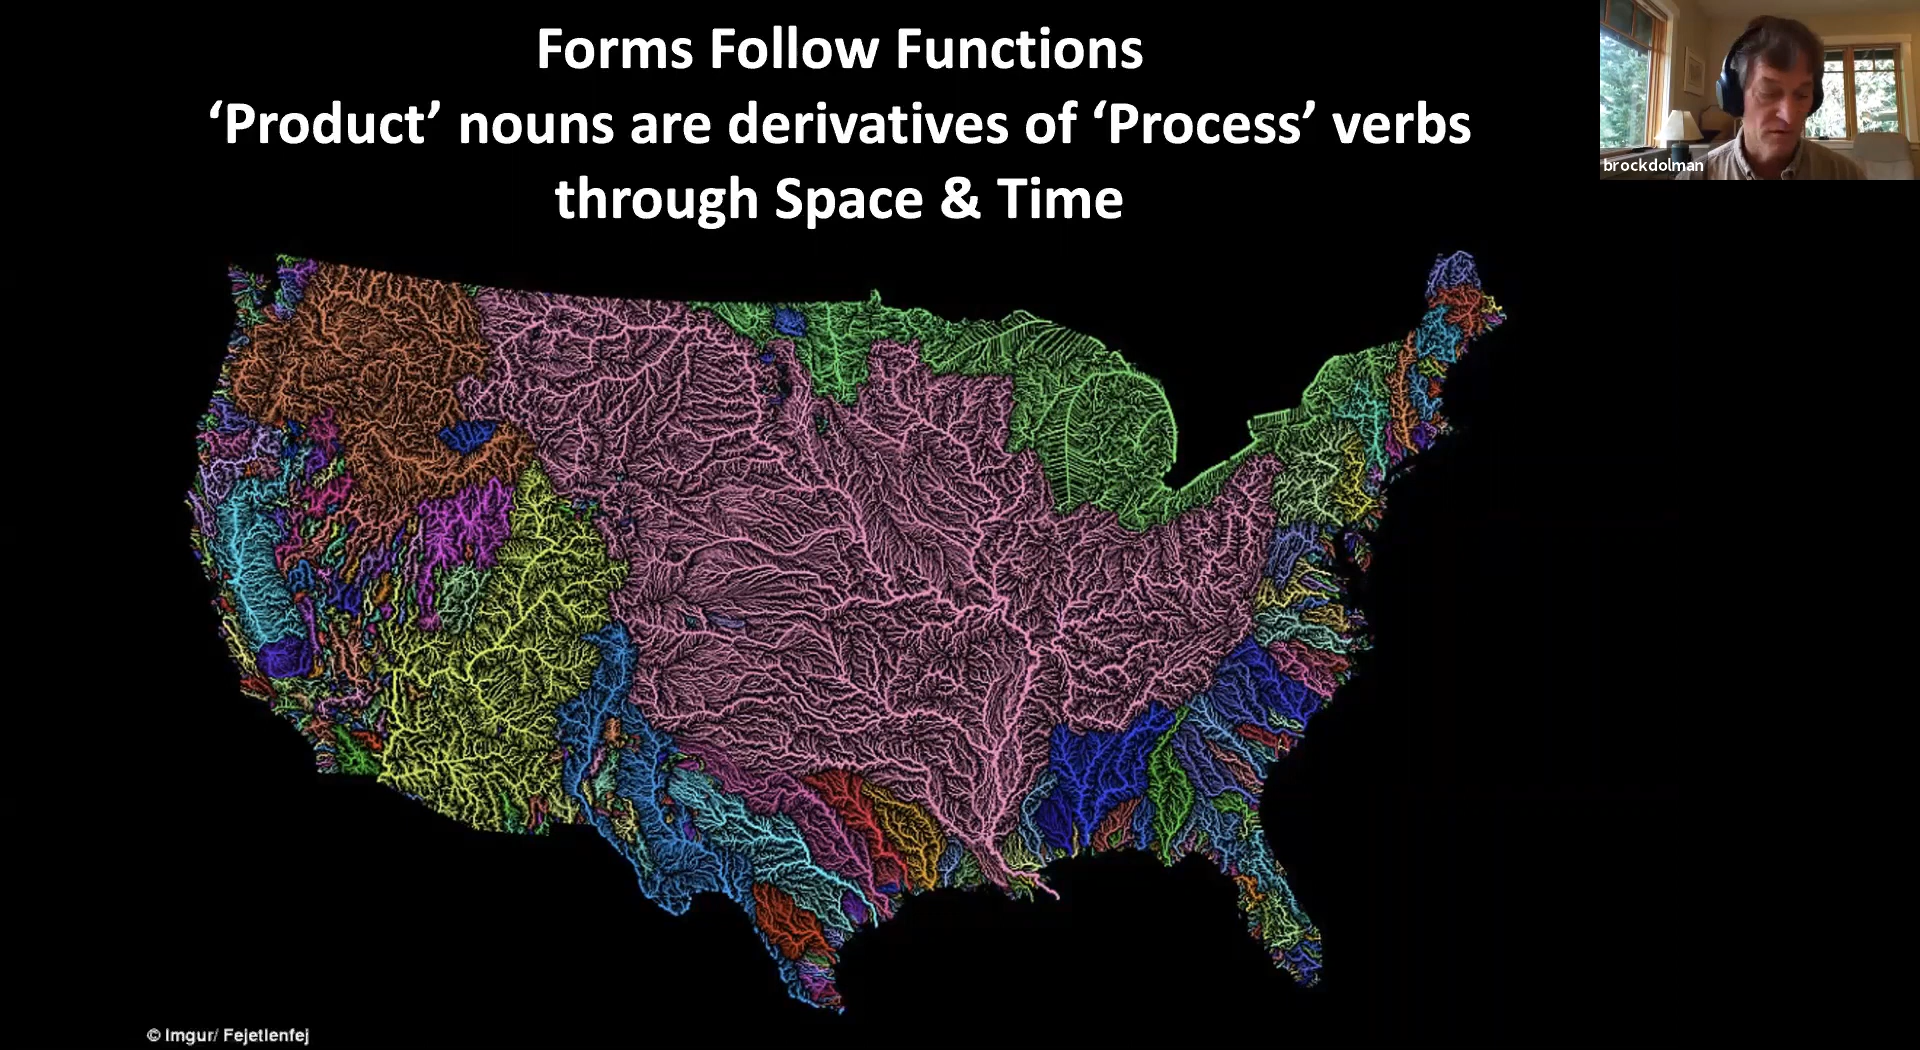 Forms Follow Functions
‘Product’ nouns are derivatives of ‘Process’ verbs
through Space & Time
brockdolman
© Imgur/ Fejetlenfej